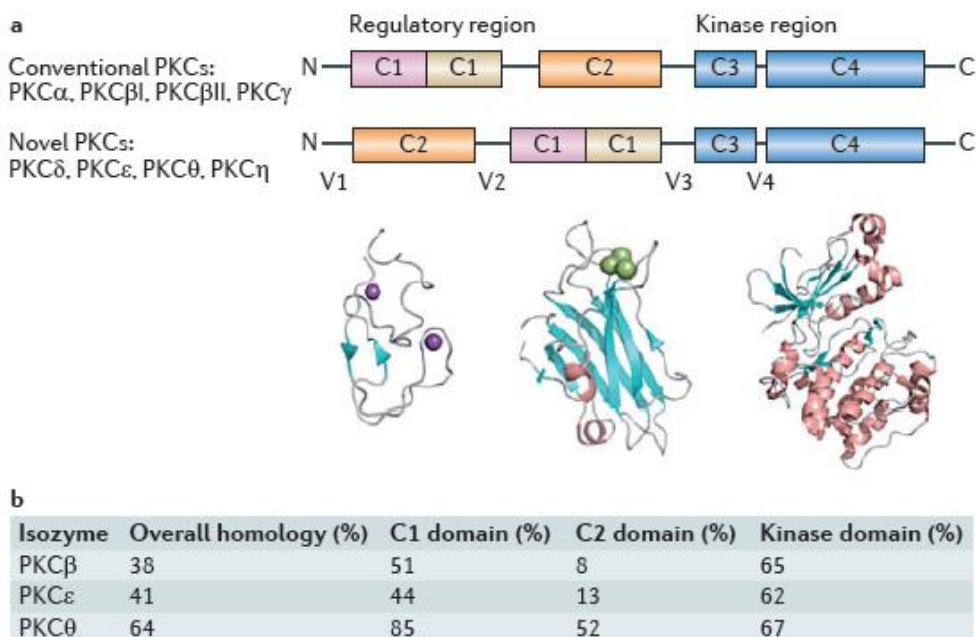 a
Regulatory region Kinase region
Conventional PKCs: N C1 C1 C2 C3 C4 C
PKCα, PKCβI, PKCβII, PKCγ
Novel PKCs: N C2 C1 C1 C3 C4 C
PKCδ, PKCε, PKCθ, PKCη
V1 V2 V3 V4
b
Isozyme Overall homology (%) C1 domain (%) C2 domain (%) Kinase domain (%)
PKCβ 38 51 8 65
PKCε 41 44 13 62
PKCθ 64 85 52 67